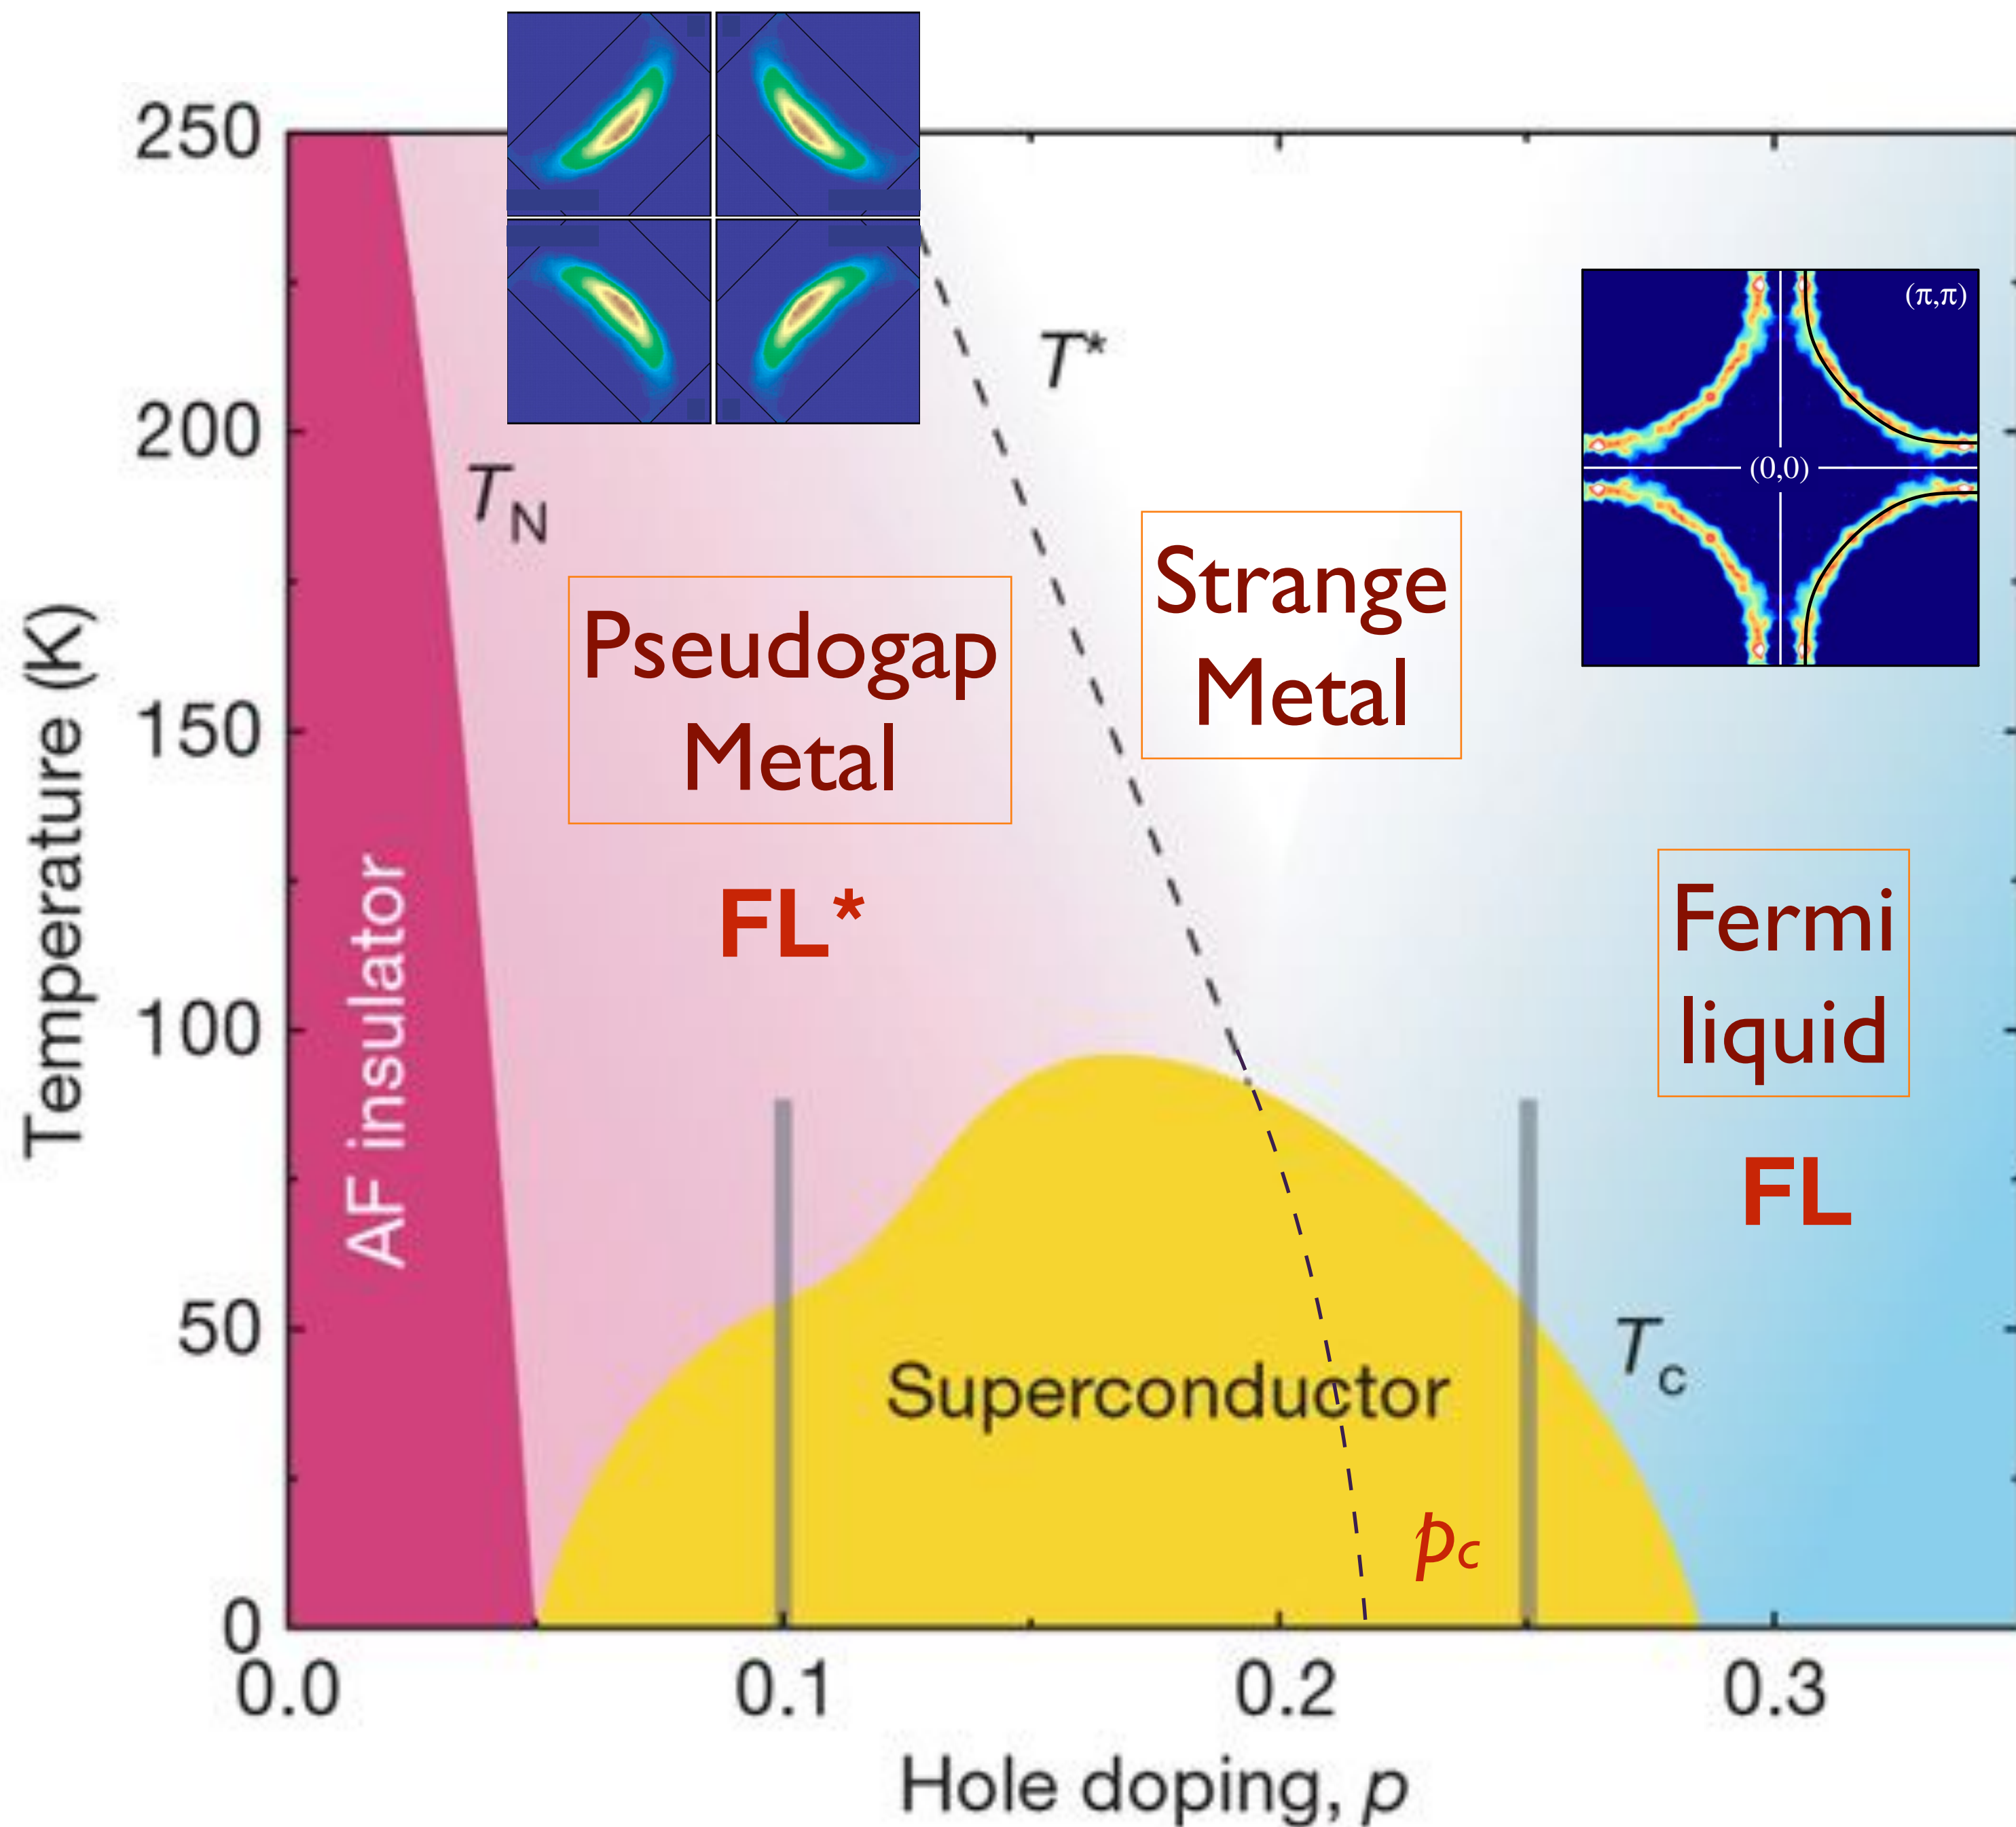 250
200
150
100
50
0
Temperature (K)
0.0
0.1
0.2
0.3
Hole doping, p
AF insulator
T_N
Pseudogap
Metal
FL*
T*
Strange
Metal
(π,π)
(0,0)
Fermi
liquid
FL
T_c
Superconductor
p_c